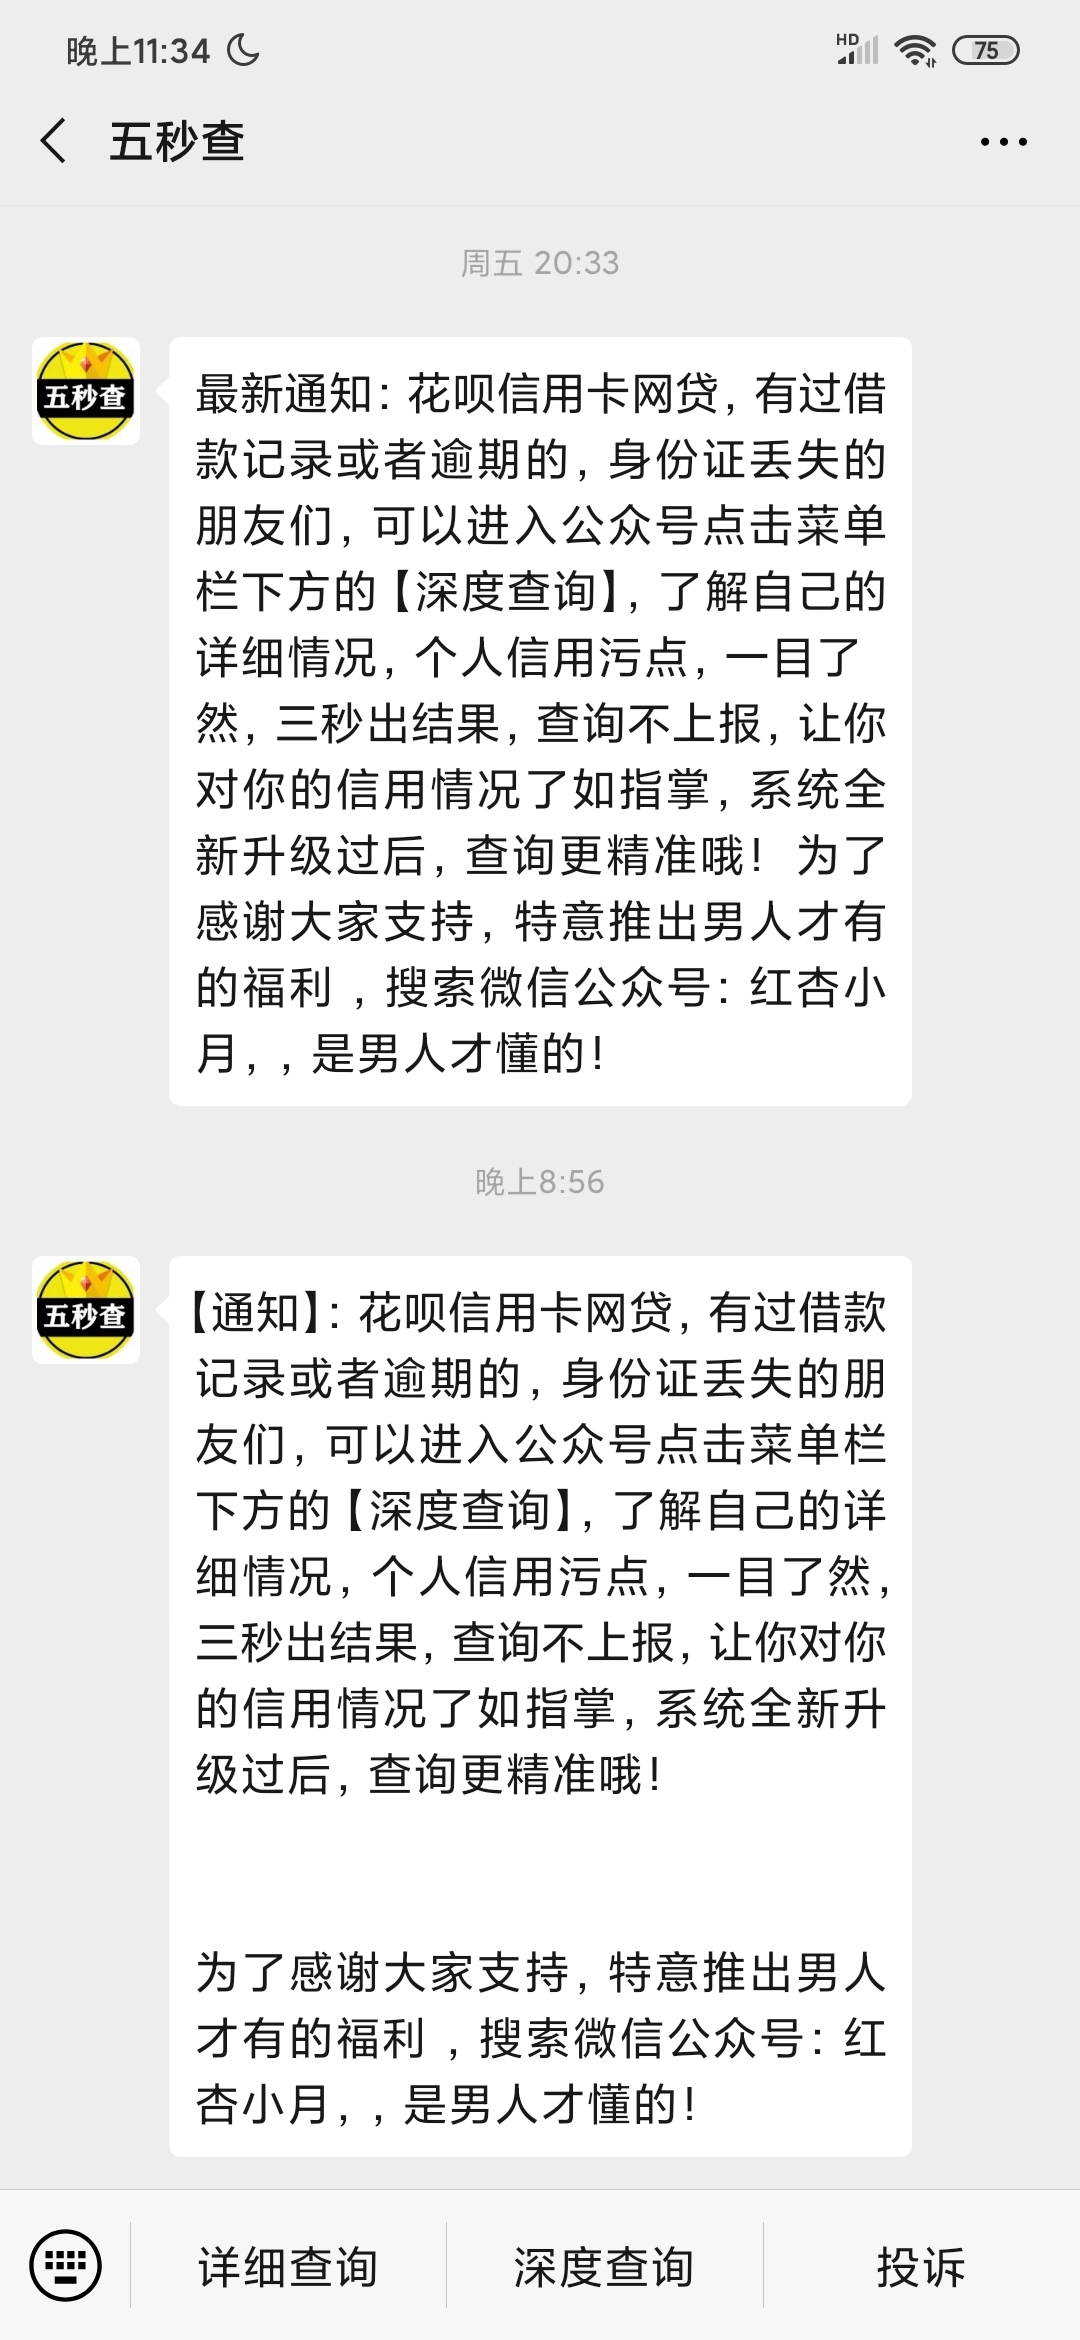 晚上11:34
HD
75
五秒查
周五 20:33
五秒查
最新通知: 花呗信用卡网贷, 有过借
款记录或者逾期的, 身份证丢失的
朋友们, 可以进入公众号点击菜单
栏下方的【深度查询】, 了解自己的
详细情况, 个人信用污点, 一目了
然, 三秒出结果, 查询不上报, 让你
对你的信用情况了如指掌, 系统全
新升级过后, 查询更精准哦! 为了
感谢大家支持, 特意推出男人才有
的福利 , 搜索微信公众号: 红杏小
月, , 是男人才懂的!
晚上8:56
五秒查
【通知】: 花呗信用卡网贷, 有过借款
记录或者逾期的, 身份证丢失的朋
友们, 可以进入公众号点击菜单栏
下方的【深度查询】, 了解自己的详
细情况, 个人信用污点, 一目了然,
三秒出结果, 查询不上报, 让你对你
的信用情况了如指掌, 系统全新升
级过后, 查询更精准哦!
为了感谢大家支持, 特意推出男人
才有的福利 , 搜索微信公众号: 红
杏小月, , 是男人才懂的!
详细查询
深度查询
投诉